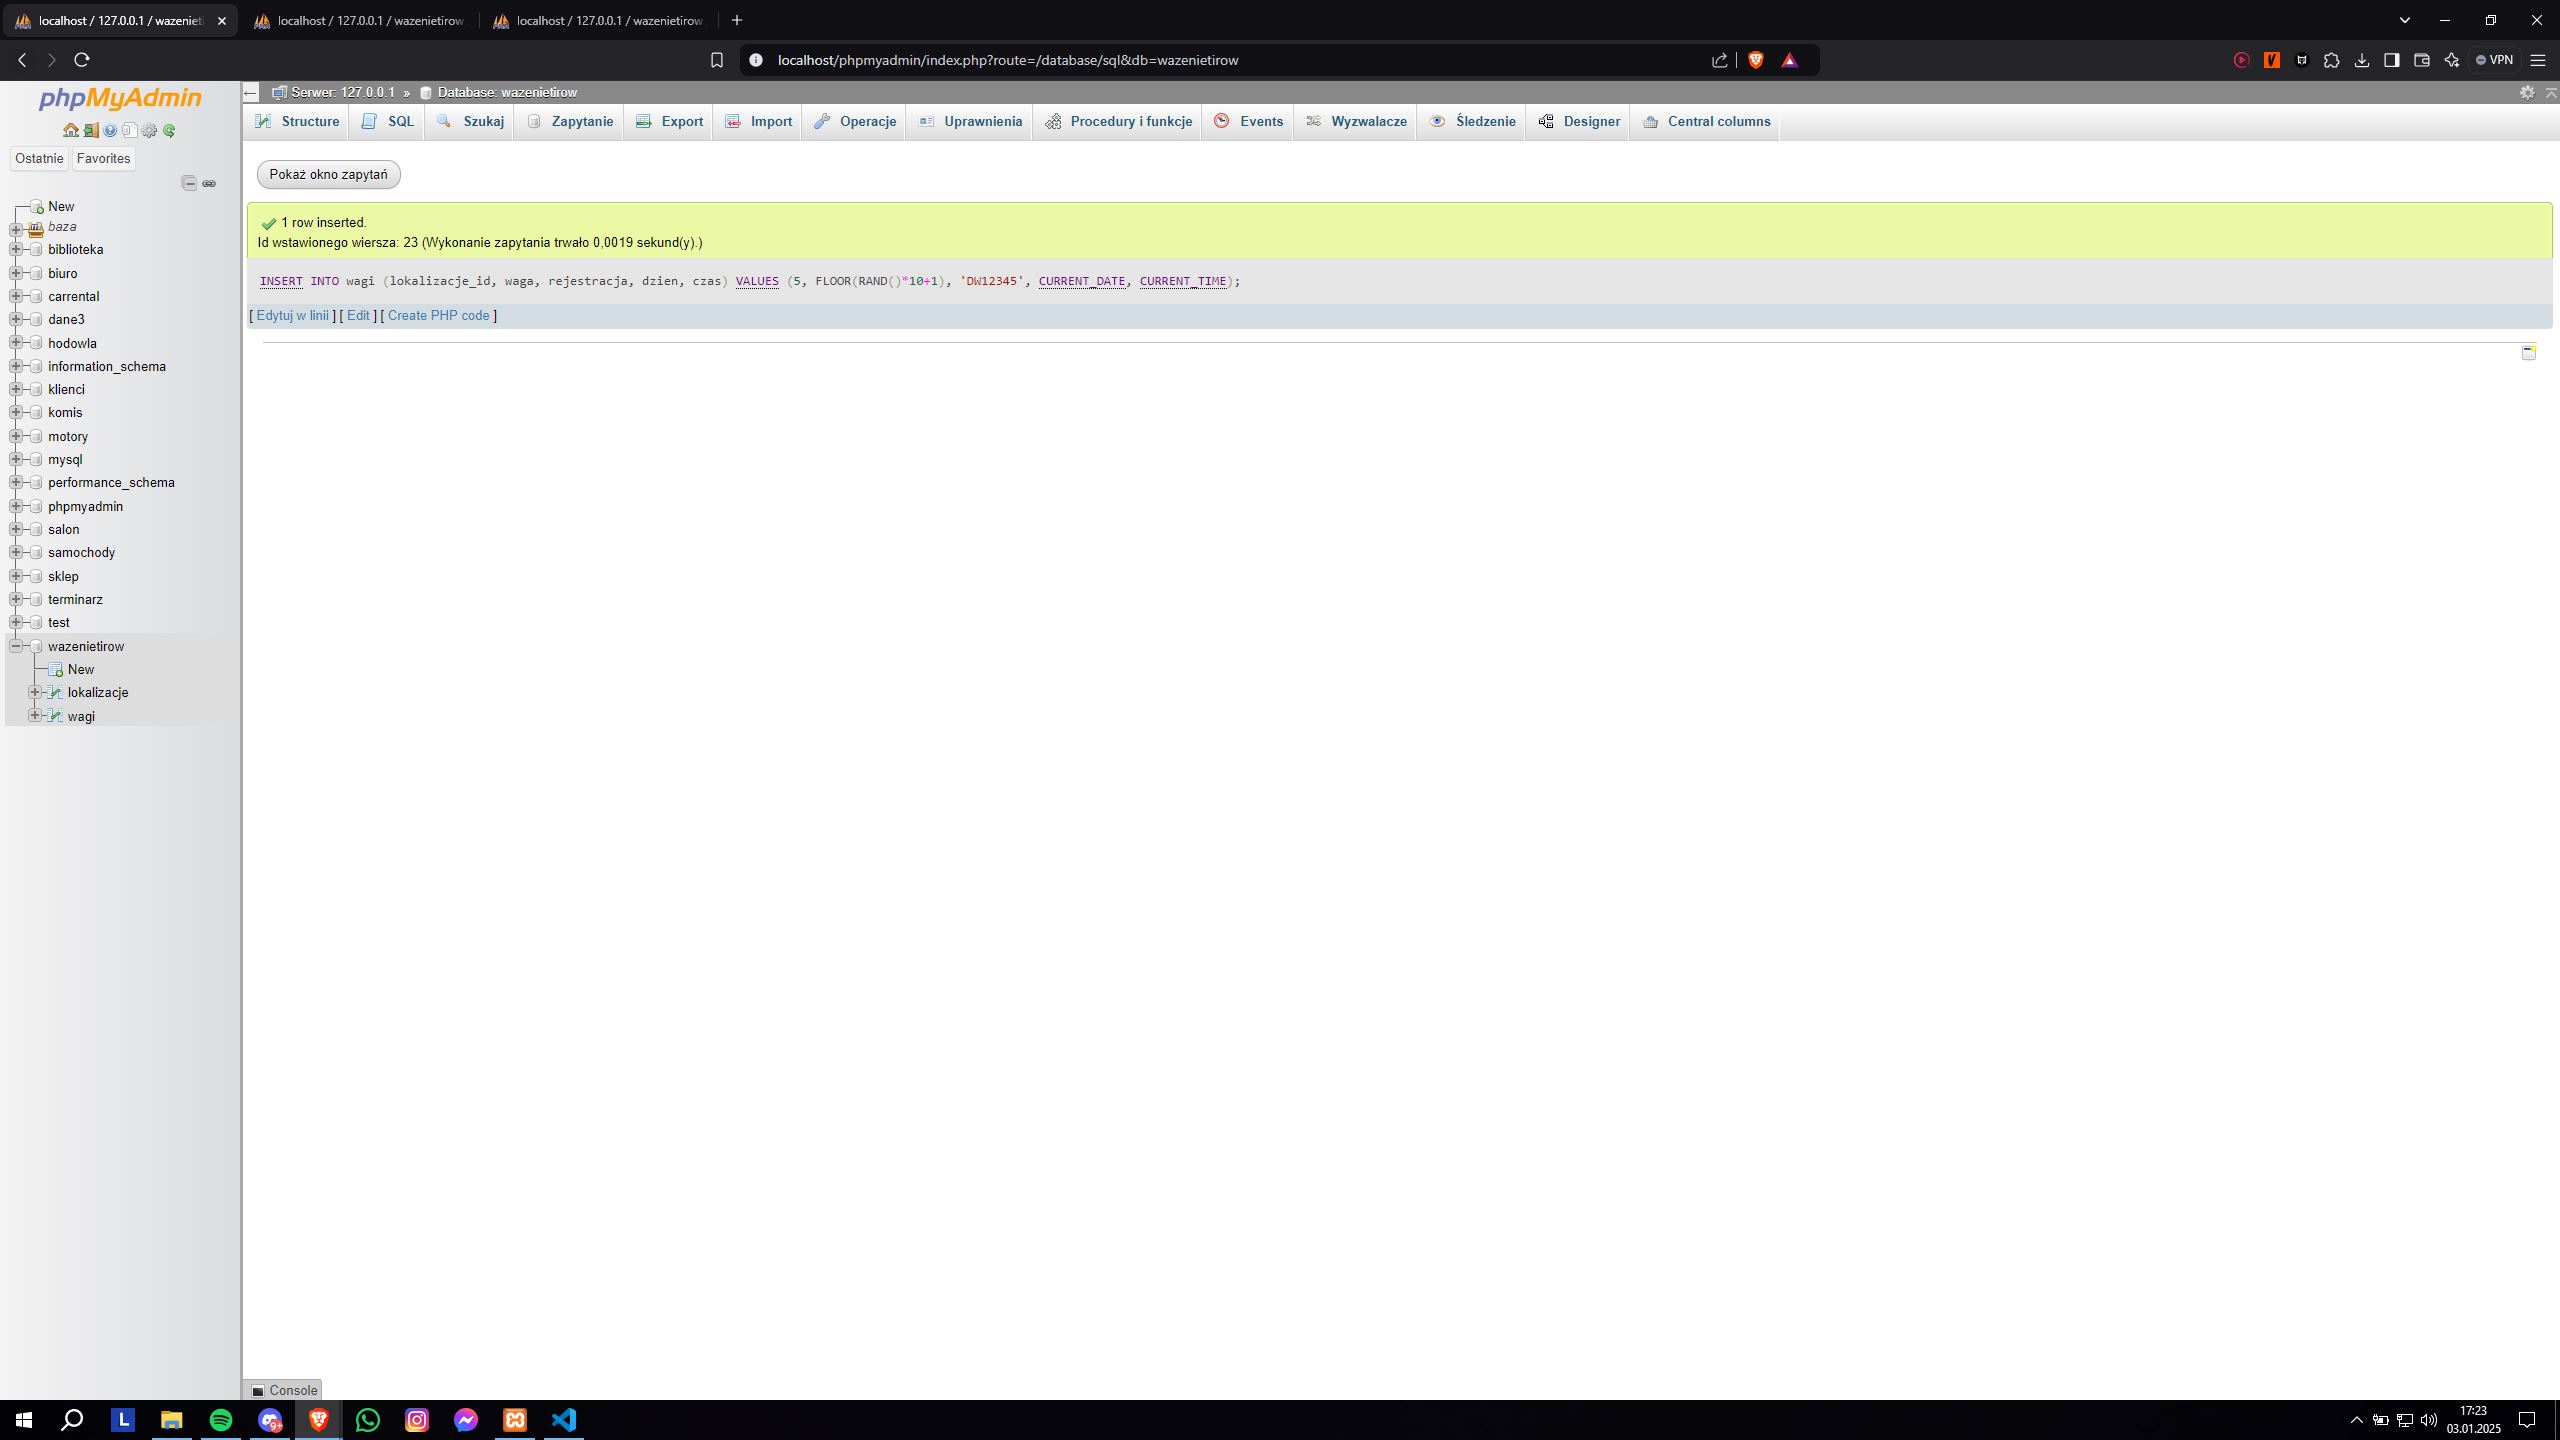 localhost / 127.0.0.1 / wazenieti
localhost / 127.0.0.1 / wazenietirow
localhost / 127.0.0.1 / wazenietirow
localhost/phpmyadmin/index.php?route=/database/sql&db=wazenietirow
VPN
phpMyAdmin
Ostatnie
Favorites
New
baza
biblioteka
biuro
carrental
dane3
hodowla
information_schema
klienci
komis
motory
mysql
performance_schema
phpmyadmin
salon
samochody
sklep
terminarz
test
wazenietirow
New
lokalizacje
wagi
Serwer: 127.0.0.1 » Database: wazenietirow
Structure SQL Szukaj Zapytanie Export Import Operacje Uprawnienia Procedury i funkcje Events Wyzwalacze Śledzenie Designer Central columns
Pokaż okno zapytań
1 row inserted.
Id wstawionego wiersza: 23 (Wykonanie zapytania trwało 0,0019 sekund(y).)
INSERT INTO wagi (lokalizacje_id, waga, rejestracja, dzien, czas) VALUES (5, FLOOR(RAND()*10+1), 'DW12345', CURRENT_DATE, CURRENT_TIME);
[ Edytuj w linii ] [ Edit ] [ Create PHP code ]
Console
L
9+
17:23
03.01.2025